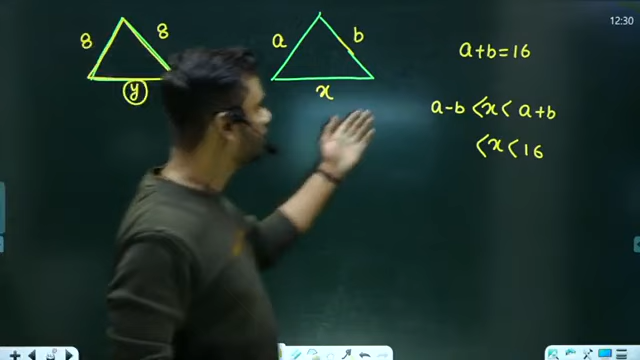 12:30
8 8
y
a b
x
a+b=16
a-b <x< a+b
<x< 16